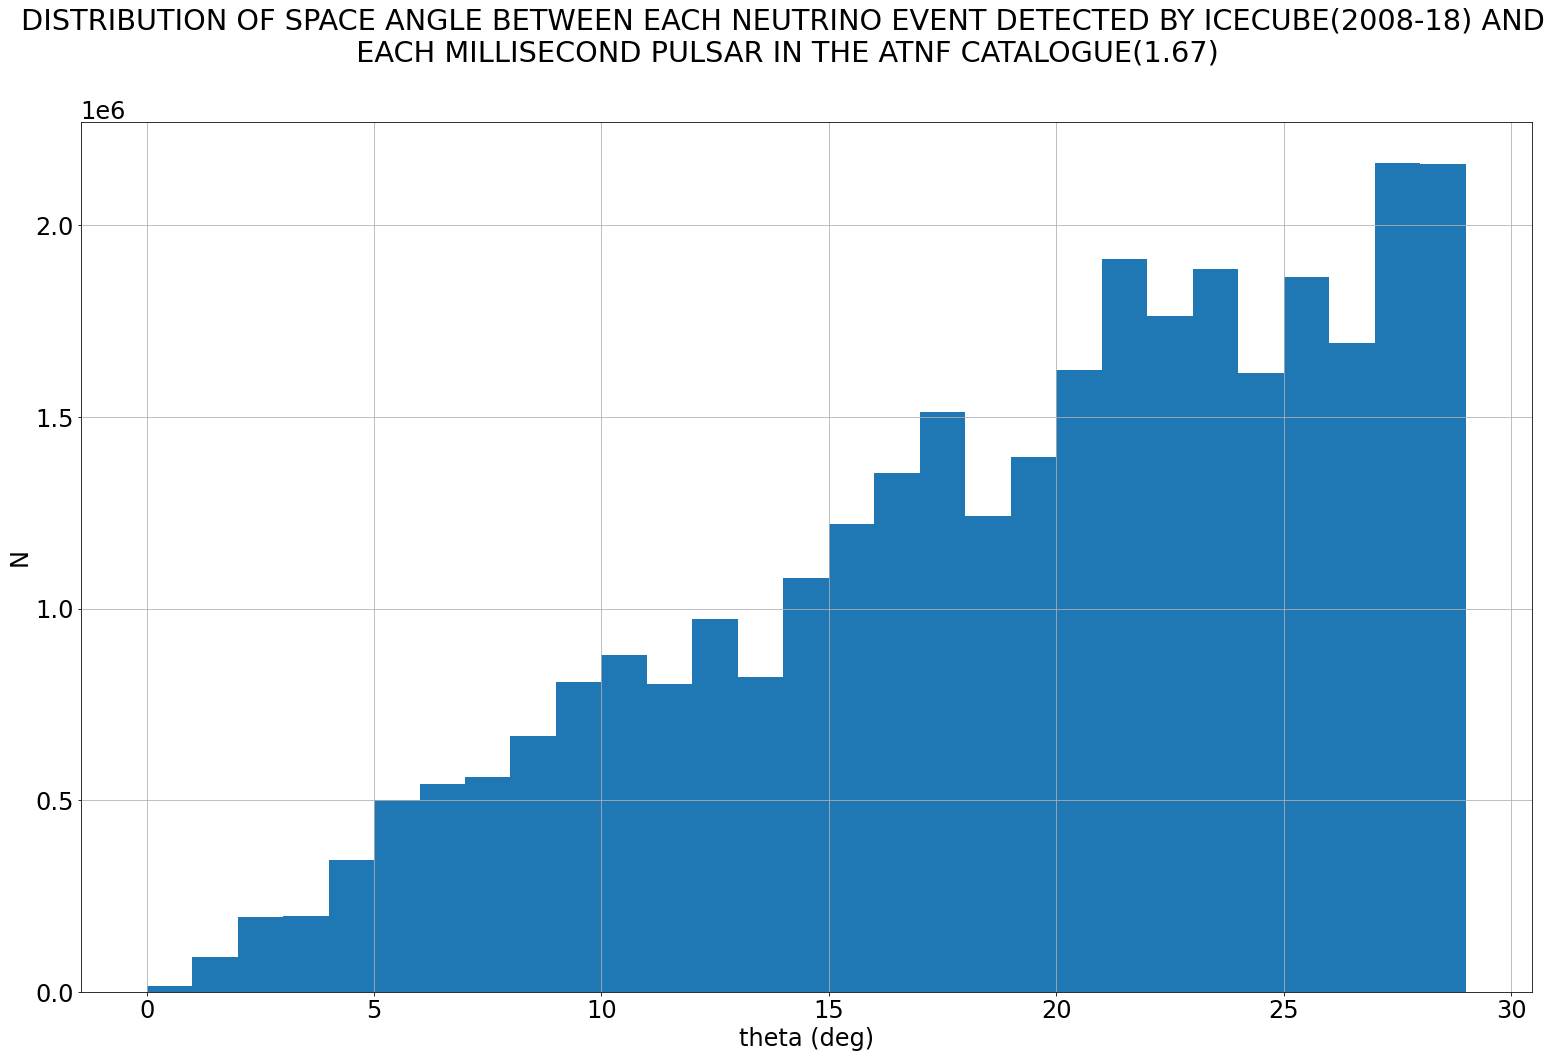 DISTRIBUTION OF SPACE ANGLE BETWEEN EACH NEUTRINO EVENT DETECTED BY ICECUBE(2008-18) AND
EACH MILLISECOND PULSAR IN THE ATNF CATALOGUE(1.67)
1e6
2.0
1.5
1.0
0.5
0.0
N
0 5 10 15 20 25 30
theta (deg)